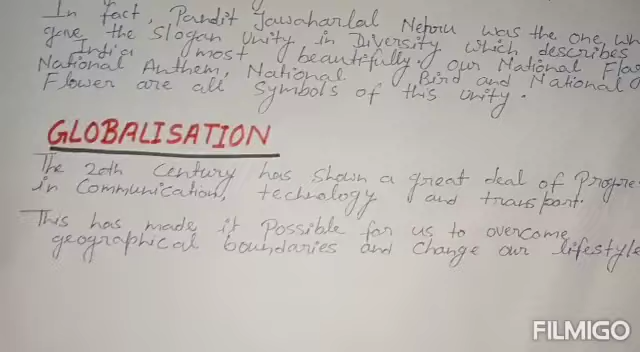 In fact, Pandit Jawaharlal Nehru was the one, wh
gave the Slogan Unity in Diversity which describes
India most beautifully. our National Flag
National Anthem, National Bird and National
Flower are all Symbols of this unity.
GLOBALISATION
The 20th Century has shown a great deal of Progre
in Communication, technology and transport.
This has made it Possible for us to overcome
geographical boundaries and change our lifestyle
FILMIGO